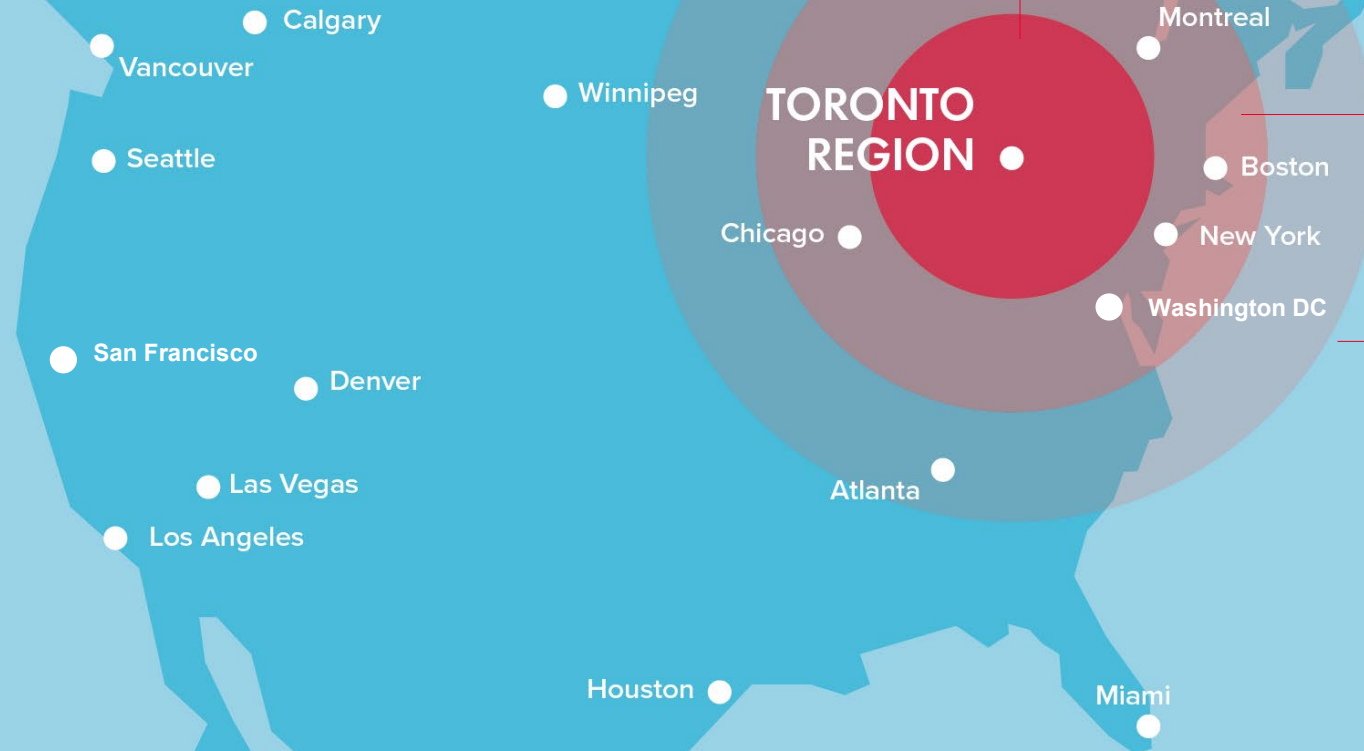 Calgary
Montreal
Vancouver
Winnipeg
TORONTO
REGION
Seattle
Boston
Chicago
New York
Washington DC
San Francisco
Denver
Las Vegas
Atlanta
Los Angeles
Houston
Miami